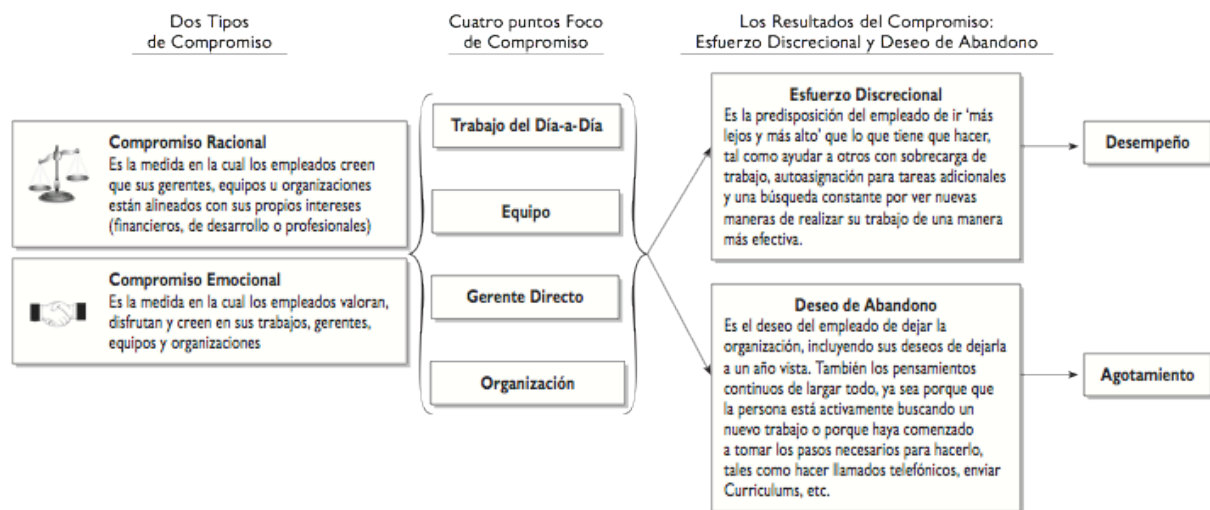 Dos Tipos
de Compromiso
Cuatro puntos Foco
de Compromiso
Los Resultados del Compromiso:
Esfuerzo Discrecional y Deseo de Abandono
Compromiso Racional
Es la medida en la cual los empleados creen
que sus gerentes, equipos u organizaciones
están alineados con sus propios intereses
(financieros, de desarrollo o profesionales)
Compromiso Emocional
Es la medida en la cual los empleados valoran,
disfrutan y creen en sus trabajos, gerentes,
equipos y organizaciones
Trabajo del Día-a-Día
Equipo
Gerente Directo
Organización
Esfuerzo Discrecional
Es la predisposición del empleado de ir ‘más
lejos y más alto’ que lo que tiene que hacer,
tal como ayudar a otros con sobrecarga de
trabajo, autoasignación para tareas adicionales
y una búsqueda constante por ver nuevas
maneras de realizar su trabajo de una manera
más efectiva.
Deseo de Abandono
Es el deseo del empleado de dejar la
organización, incluyendo sus deseos de dejarla
a un año vista. También los pensamientos
continuos de largar todo, ya sea porque que
la persona está activamente buscando un
nuevo trabajo o porque haya comenzado
a tomar los pasos necesarios para hacerlo,
tales como hacer llamados telefónicos, enviar
Curriculums, etc.
Desempeño
Agotamiento